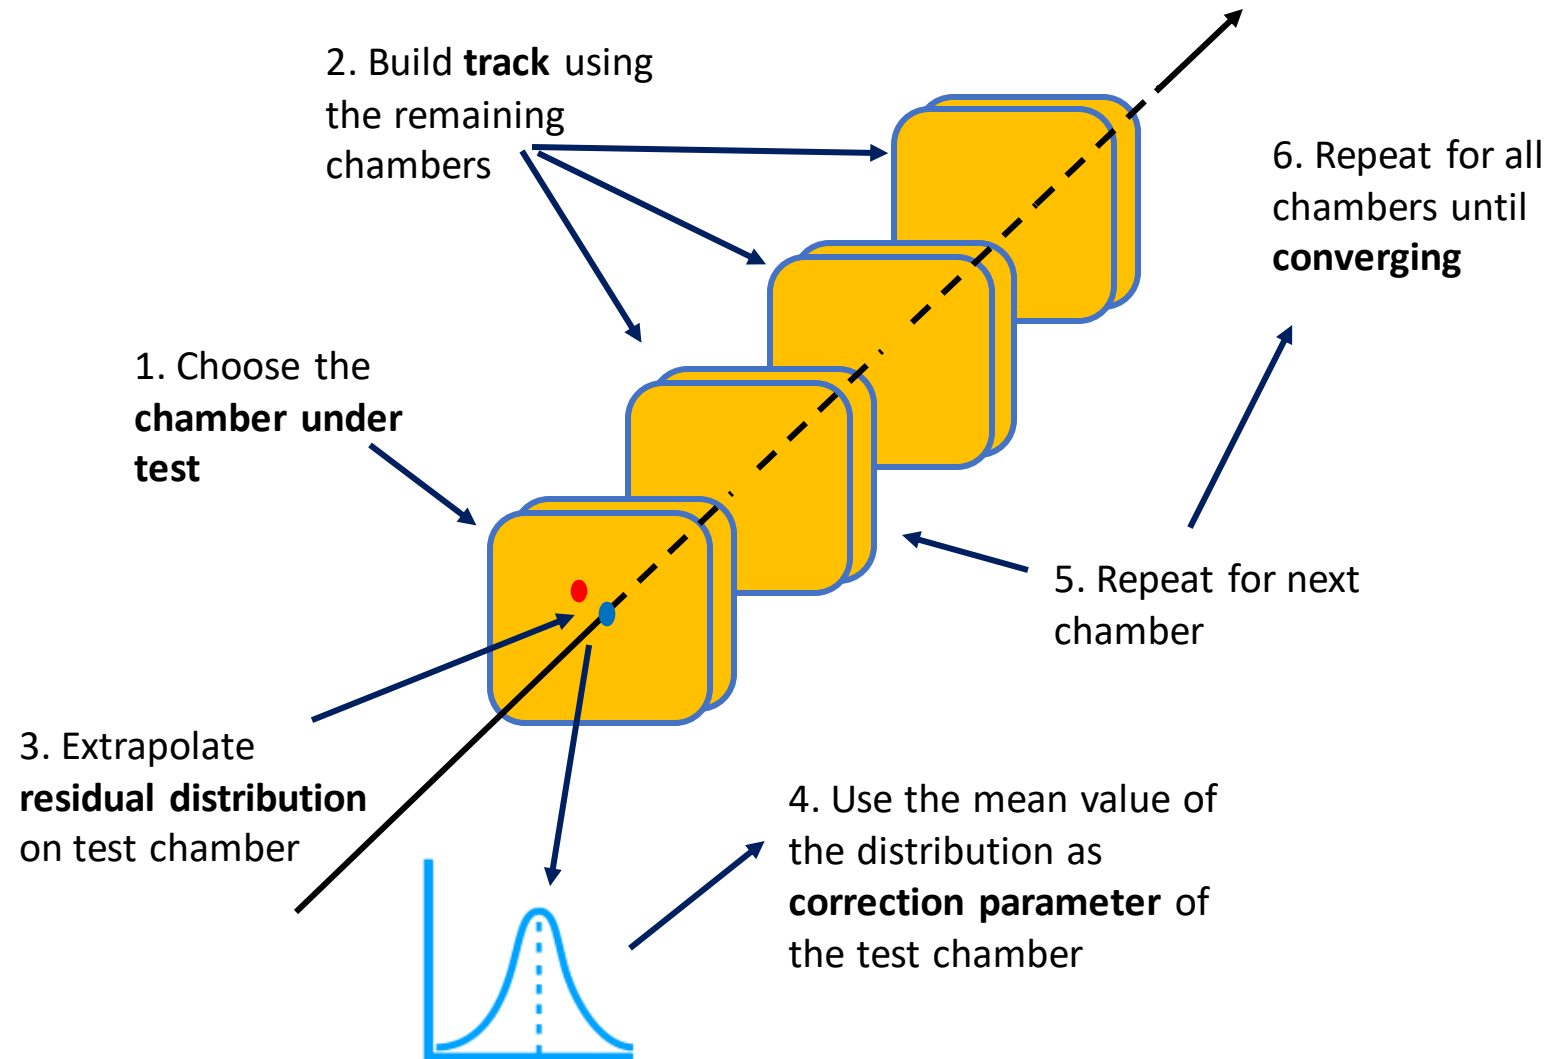 1. Choose the
chamber under
test
2. Build track using
the remaining
chambers
3. Extrapolate
residual distribution
on test chamber
4. Use the mean value of
the distribution as
correction parameter of
the test chamber
5. Repeat for next
chamber
6. Repeat for all
chambers until
converging